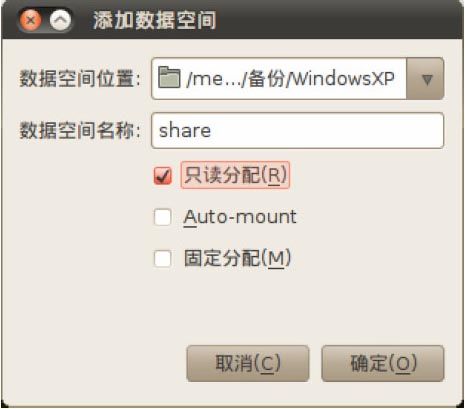 添加数据空间
数据空间位置: /me.../备份/WindowsXP
数据空间名称: share
只读分配(R)
Auto-mount
固定分配(M)
取消(C) 确定(O)